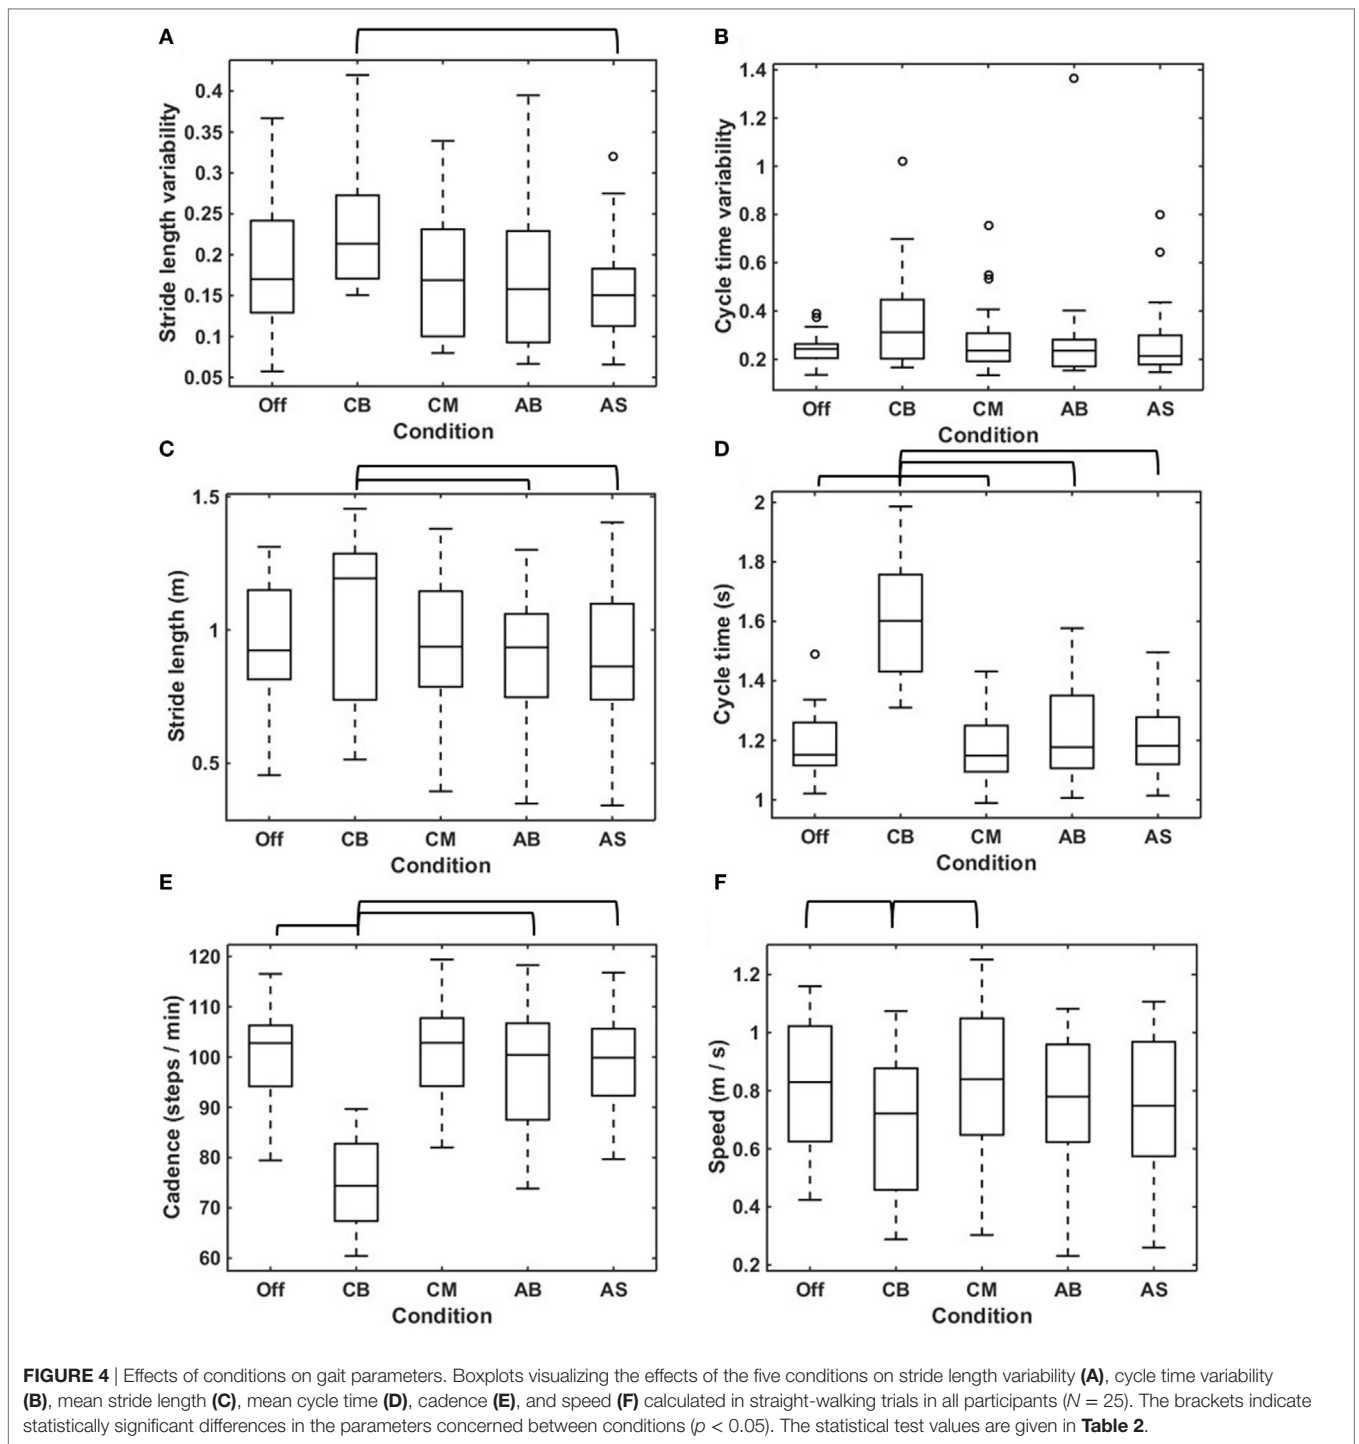 A
Stride length variability
0.4
0.35
0.3
0.25
0.2
0.15
0.1
0.05
Off CB CM AB AS
Condition
B
Cycle time variability
1.4
1.2
1
0.8
0.6
0.4
0.2
Off CB CM AB AS
Condition
C
Stride length (m)
1.5
1
0.5
Off CB CM AB AS
Condition
D
Cycle time (s)
2
1.8
1.6
1.4
1.2
1
Off CB CM AB AS
Condition
E
Cadence (steps / min)
120
110
100
90
80
70
60
Off CB CM AB AS
Condition
F
Speed (m / s)
1.2
1
0.8
0.6
0.4
0.2
Off CB CM AB AS
Condition
FIGURE 4 | Effects of conditions on gait parameters. Boxplots visualizing the effects of the five conditions on stride length variability (A), cycle time variability
(B), mean stride length (C), mean cycle time (D), cadence (E), and speed (F) calculated in straight-walking trials in all participants (N = 25). The brackets indicate
statistically significant differences in the parameters concerned between conditions (p < 0.05). The statistical test values are given in Table 2.